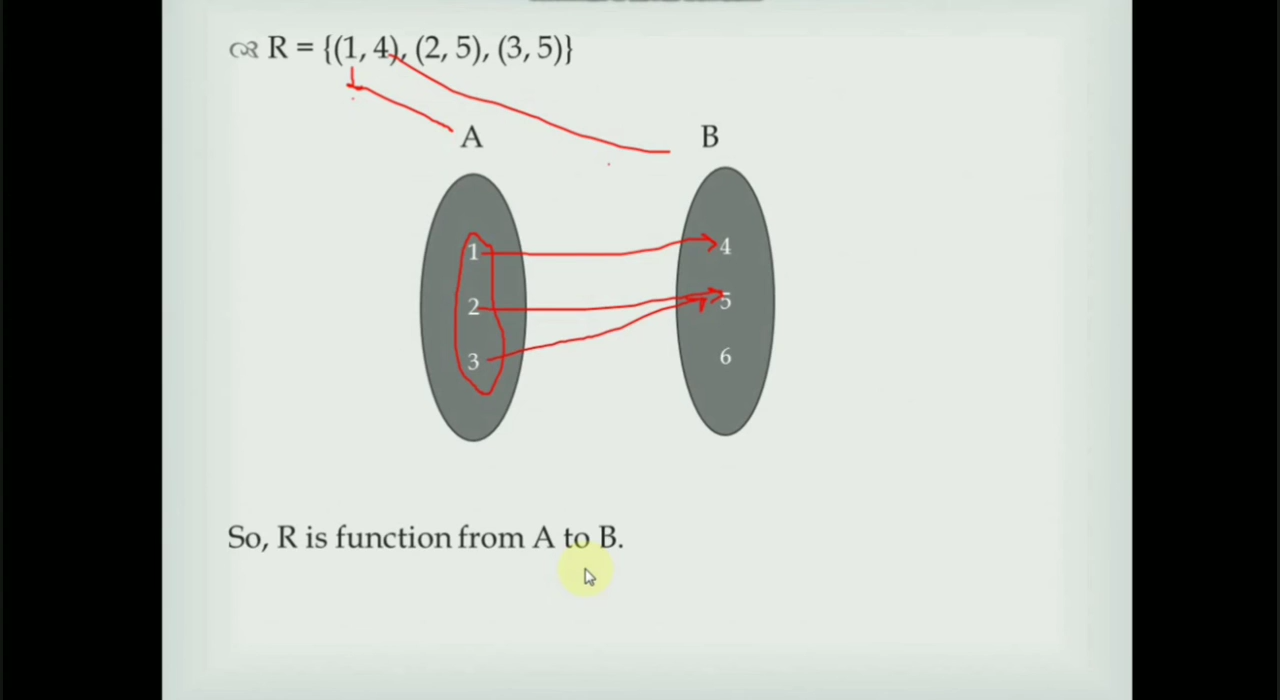 R = {(1, 4), (2, 5), (3, 5)}
A B
1 4
2 5
3 6
So, R is function from A to B.